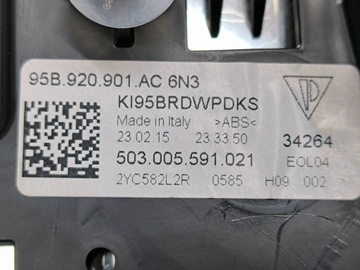 95B.920.901.AC 6N3
KI95BRDWPDKS
Made in Italy >ABS<
23 02 15 23 33 50 34264
503.005.591.021 EOL04
2YC582L2R 0585 H09 002